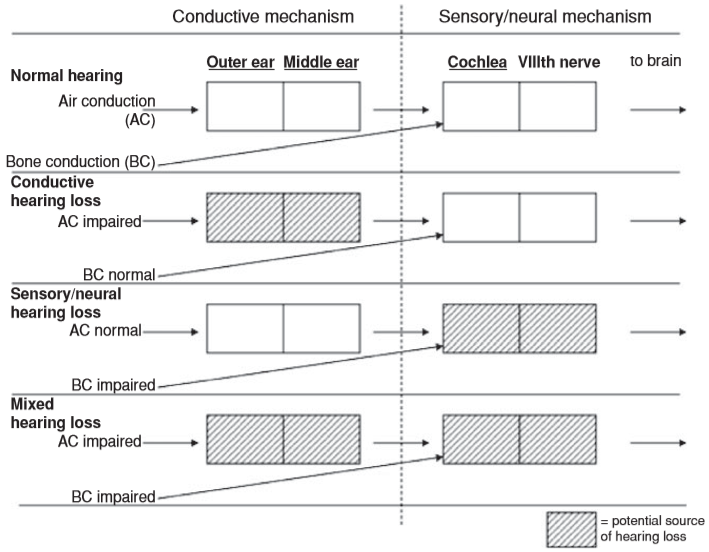 Conductive mechanism
Sensory/neural mechanism
Outer ear Middle ear
Cochlea VIIIth nerve
to brain
Normal hearing
Air conduction
(AC)
Bone conduction (BC)
Conductive
hearing loss
AC impaired
BC normal
Sensory/neural
hearing loss
AC normal
BC impaired
Mixed
hearing loss
AC impaired
BC impaired
= potential source
of hearing loss